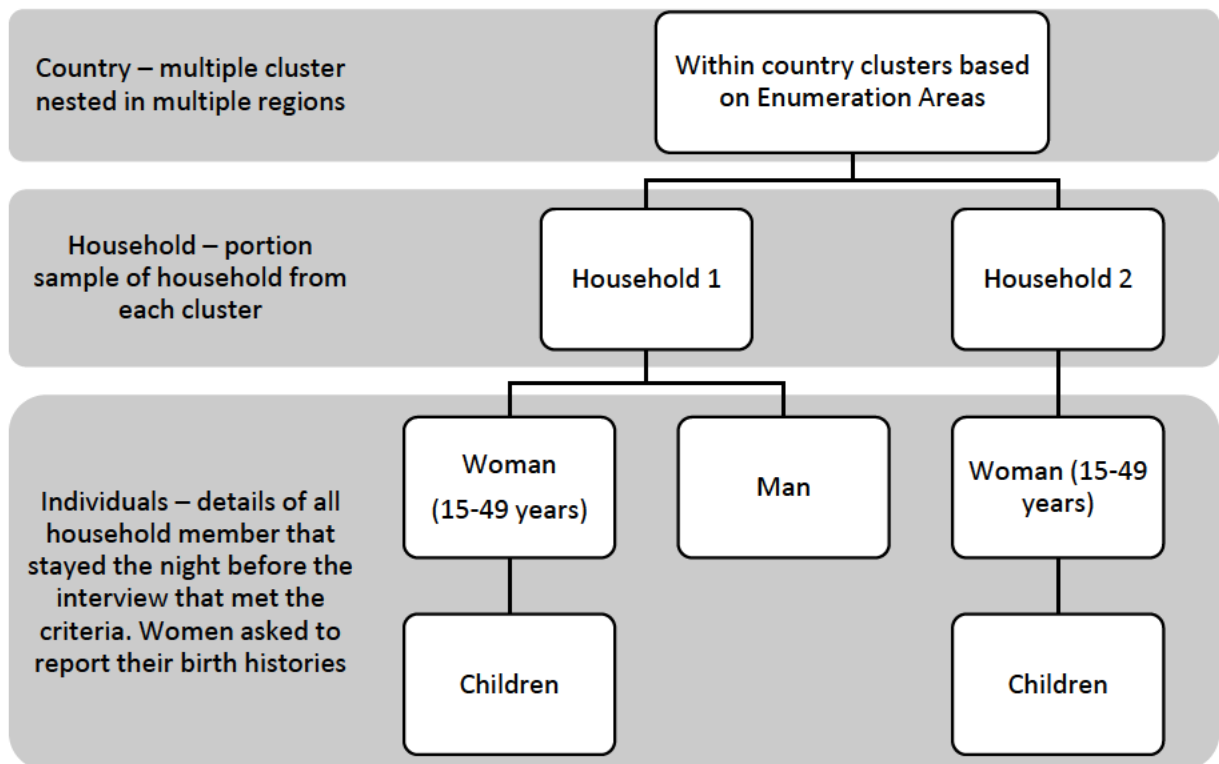 Country – multiple cluster
nested in multiple regions
Within country clusters based
on Enumeration Areas
Household – portion
sample of household from
each cluster
Household 1
Household 2
Individuals – details of all
household member that
stayed the night before the
interview that met the
criteria. Women asked to
report their birth histories
Woman
(15-49 years)
Man
Woman (15-49
years)
Children
Children